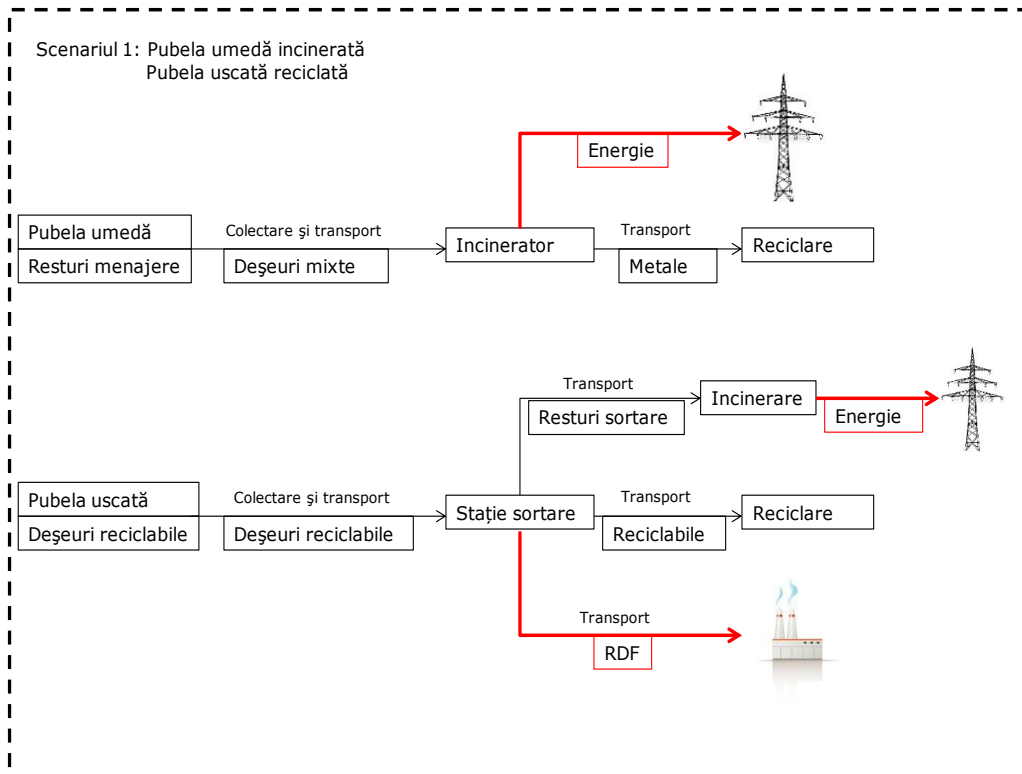 Scenariul 1: Pubela umedă incinerată
Pubela uscată reciclată
Energie
Pubela umedă
Resturi menajere
Colectare şi transport
Deşeuri mixte
Incinerator
Transport
Metale
Reciclare
Transport
Resturi sortare
Incinerare
Energie
Pubela uscată
Deşeuri reciclabile
Colectare şi transport
Deşeuri reciclabile
Stație sortare
Transport
Reciclabile
Reciclare
Transport
RDF